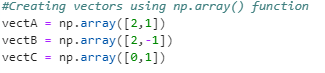 #Creating vectors using np.array() function
vectA = np.array([2,1])
vectB = np.array([2,-1])
vectC = np.array([0,1])